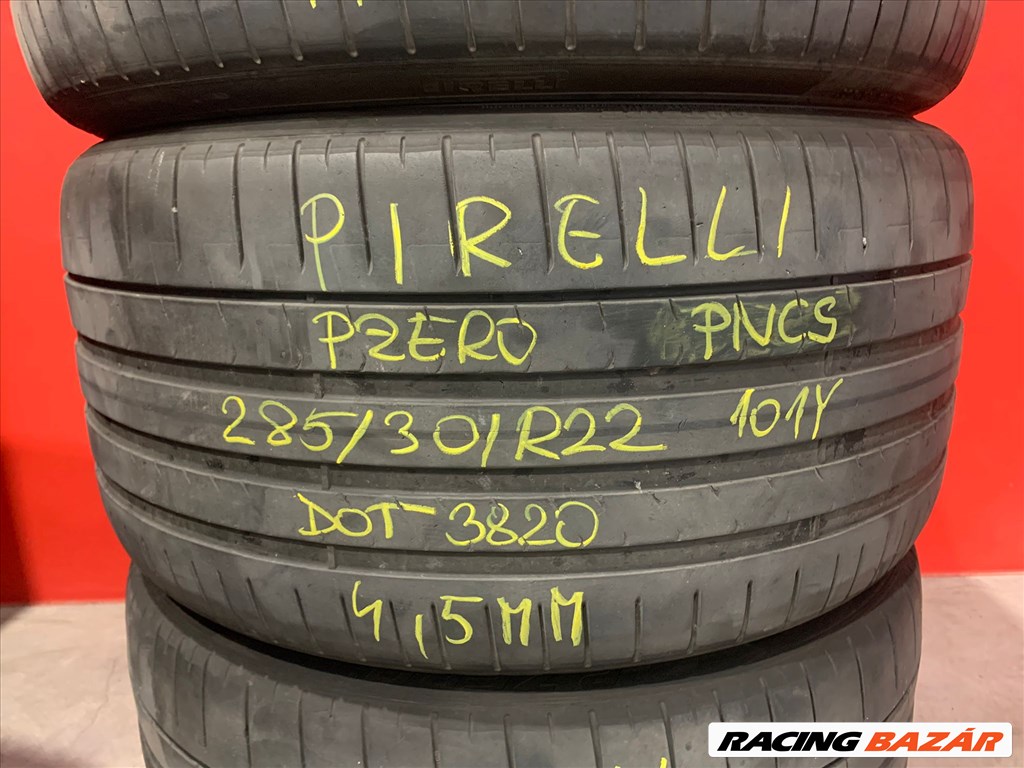 PIRELLI
PZERO PNCS
285/30/R22 101Y
DOT 3820
4,5MM
RACING BAZÁR